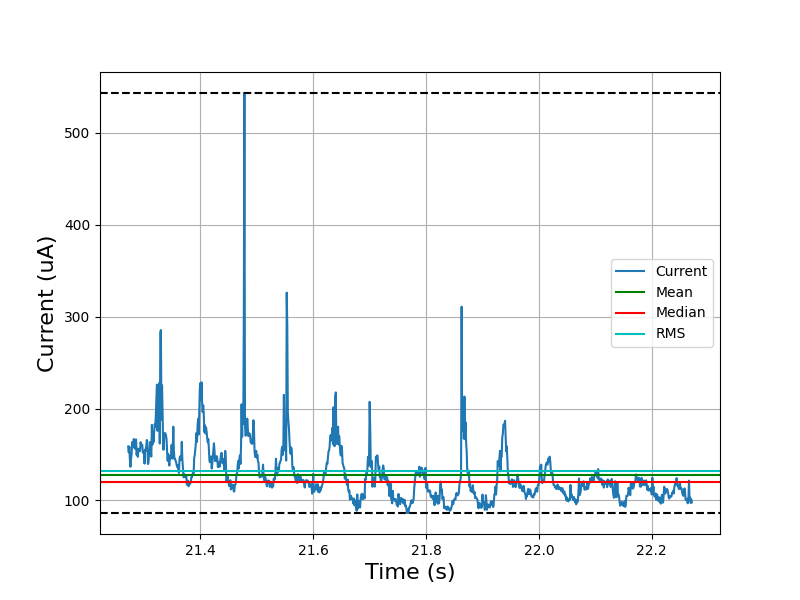 500
400
300
200
100
Current (uA)
Current
Mean
Median
RMS
21.4
21.6
21.8
22.0
22.2
Time (s)